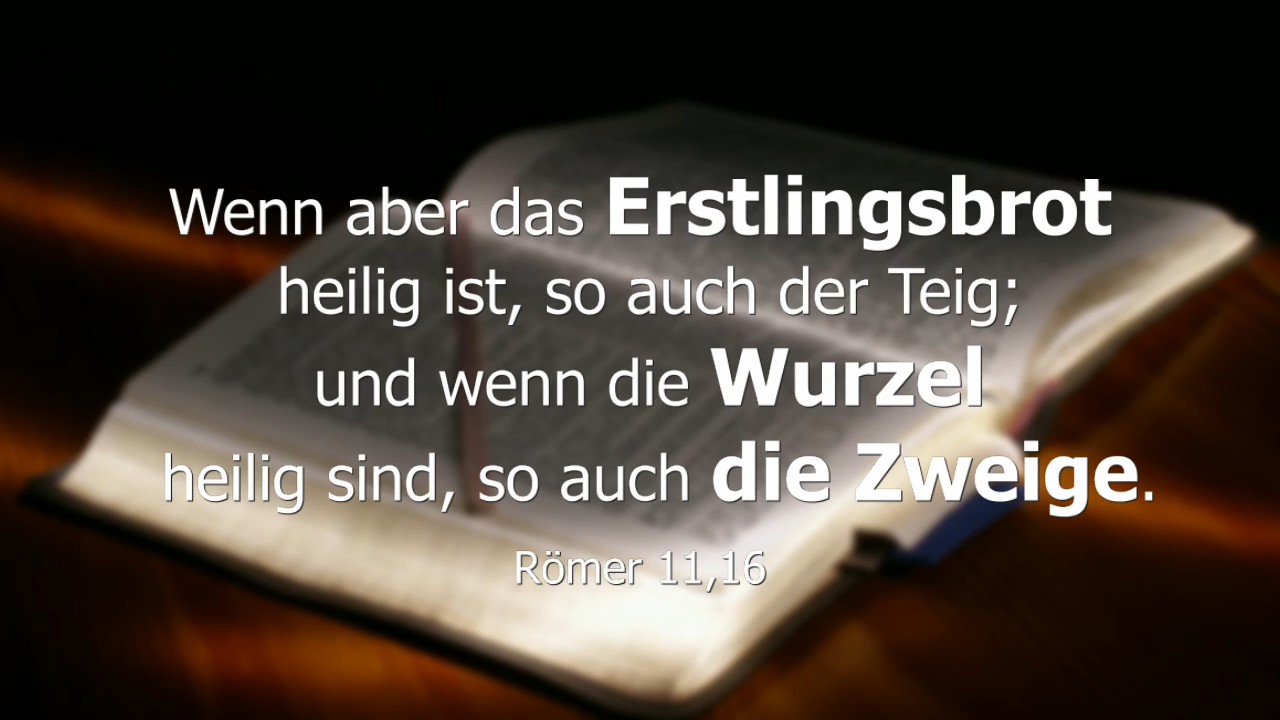 Wenn aber das Erstlingsbrot
heilig ist, so auch der Teig;
und wenn die Wurzel
heilig sind, so auch die Zweige.
Römer 11,16